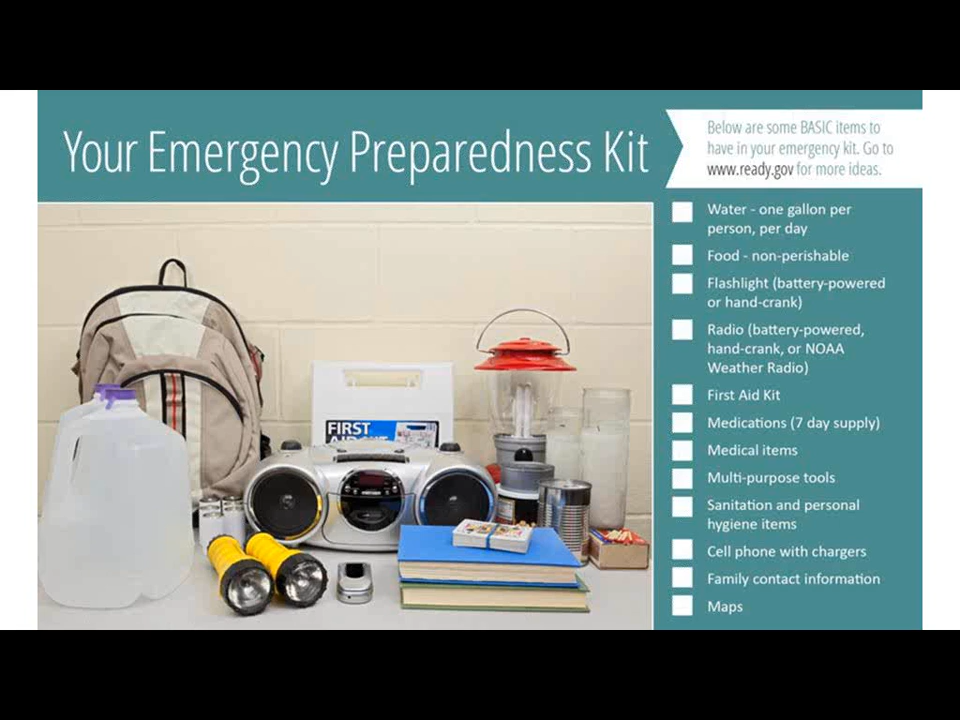 Your Emergency Preparedness Kit
Below are some BASIC items to
have in your emergency kit. Go to
www.ready.gov for more ideas.
Water - one gallon per
person, per day
Food - non-perishable
Flashlight (battery-powered
or hand-crank)
Radio (battery-powered,
hand-crank, or NOAA
Weather Radio)
First Aid Kit
Medications (7 day supply)
Medical items
Multi-purpose tools
Sanitation and personal
hygiene items
Cell phone with chargers
Family contact information
Maps
FIRST
AID KIT